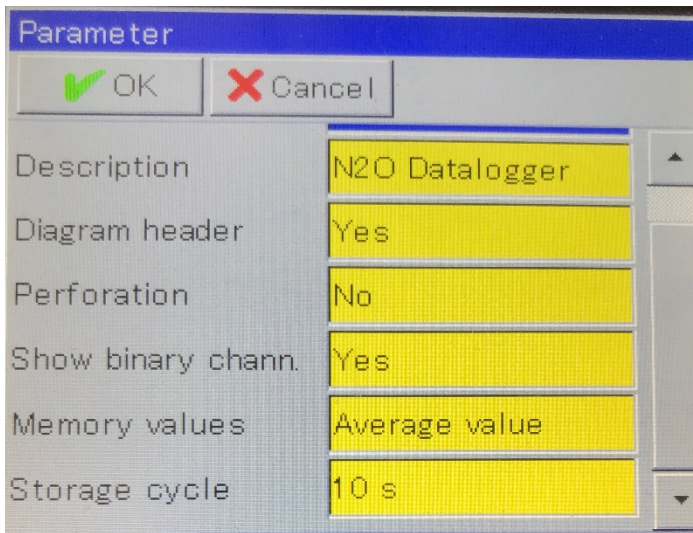 Parameter
OK Cancel
Description N2O Datalogger
Diagram header Yes
Perforation No
Show binary chann. Yes
Memory values Average value
Storage cycle 10 s